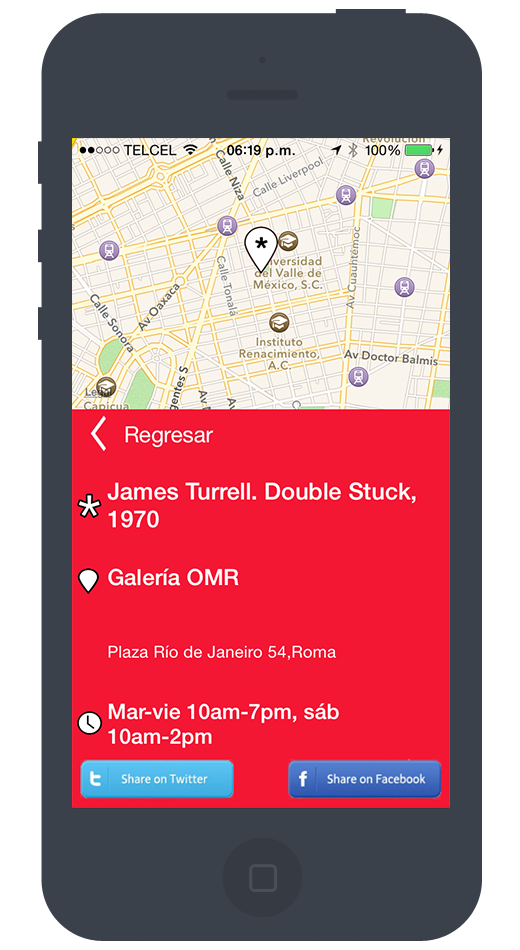 Revolución
TELCEL 06:19 p.m. 100%
Calle Niza
Calle Liverpool
*
Universidad
del Valle de
México, S.C.
Av Cuauhtémoc
Calle Tonalá
Av Oaxaca
Calle Sonora
Instituto
Renacimiento,
A.C.
Av Doctor Balmis
Legal
Capicua
Regresar
* James Turrell. Double Stuck,
1970
Galería OMR
Plaza Río de Janeiro 54,Roma
Mar-vie 10am-7pm, sáb
10am-2pm
Share on Twitter
f Share on Facebook